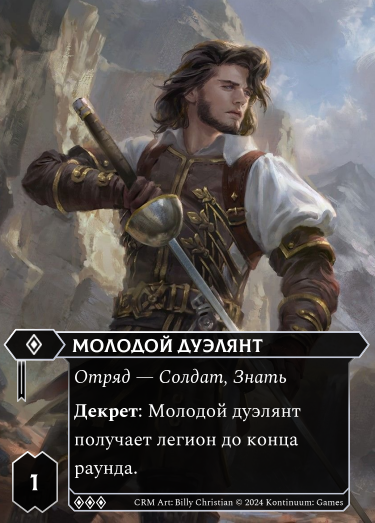 МОЛОДОЙ ДУЭЛЯНТ
Отряд — Солдат, Знать
Декрет: Молодой дуэлянт
получает легион до конца
раунда.
1
CRM Art: Billy Christian © 2024 Kontinuum: Games